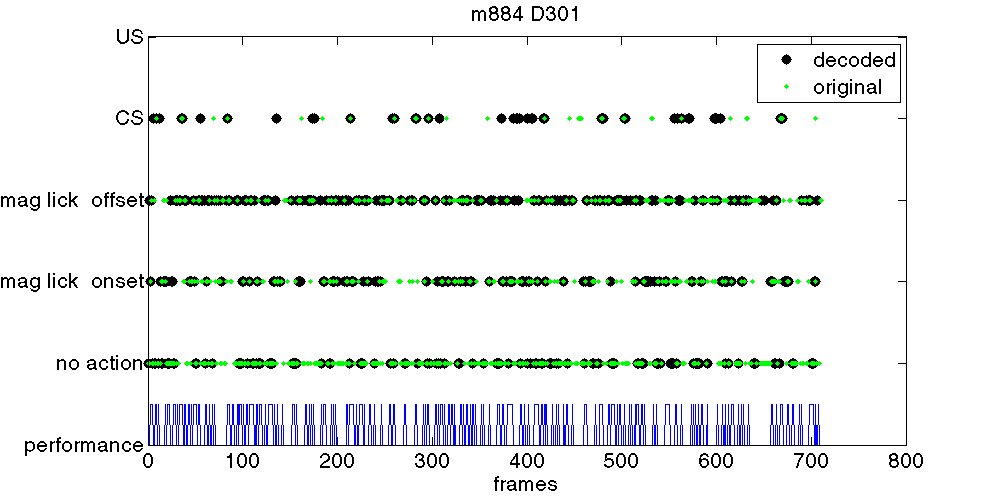 m884 D301
US
decoded
original
CS
mag lick  offset
mag lick  onset
no action
performance
0 100 200 300 400 500 600 700 800
frames